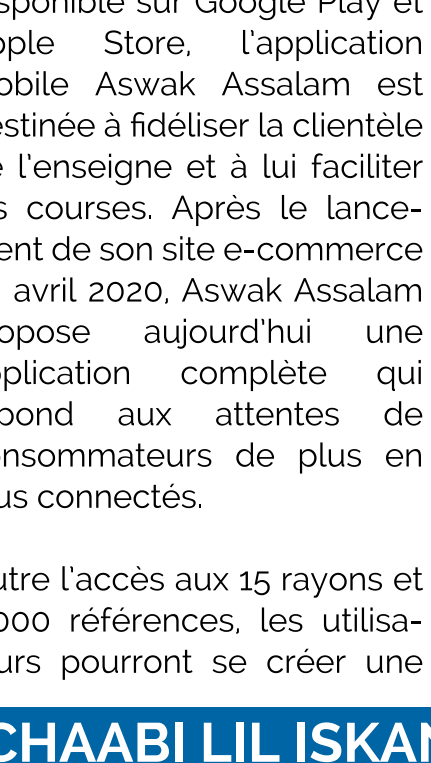 sponible sur Google Play et
pple Store, l'application
obile Aswak Assalam est
estinée à fidéliser la clientèle
e l'enseigne et à lui faciliter
s courses. Après le lance-
ent de son site e-commerce
avril 2020, Aswak Assalam
opose aujourd'hui une
plication complète qui
pond aux attentes de
onsommateurs de plus en
us connectés.
utre l'accès aux 15 rayons et
000 références, les utilisa-
urs pourront se créer une
CHAABI LIL ISKAN